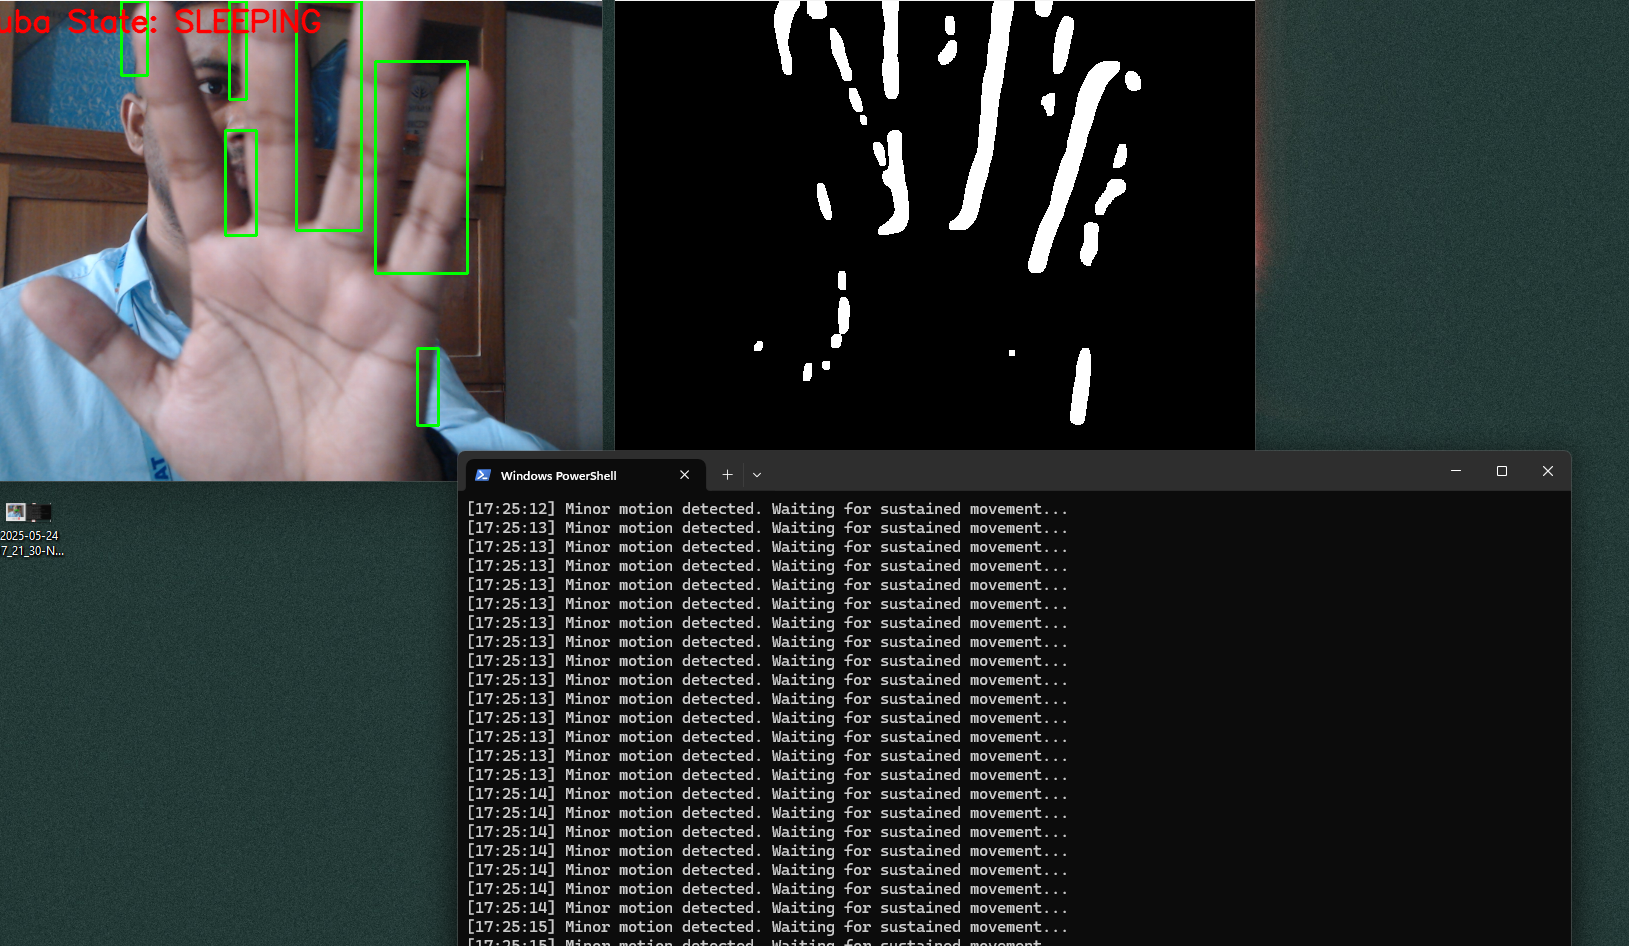 uba State: SLEEPING
AT
2025-05-24
7_21_30-N...
Windows PowerShell
[17:25:12] Minor motion detected. Waiting for sustained movement...
[17:25:13] Minor motion detected. Waiting for sustained movement...
[17:25:13] Minor motion detected. Waiting for sustained movement...
[17:25:13] Minor motion detected. Waiting for sustained movement...
[17:25:13] Minor motion detected. Waiting for sustained movement...
[17:25:13] Minor motion detected. Waiting for sustained movement...
[17:25:13] Minor motion detected. Waiting for sustained movement...
[17:25:13] Minor motion detected. Waiting for sustained movement...
[17:25:13] Minor motion detected. Waiting for sustained movement...
[17:25:13] Minor motion detected. Waiting for sustained movement...
[17:25:13] Minor motion detected. Waiting for sustained movement...
[17:25:13] Minor motion detected. Waiting for sustained movement...
[17:25:13] Minor motion detected. Waiting for sustained movement...
[17:25:13] Minor motion detected. Waiting for sustained movement...
[17:25:13] Minor motion detected. Waiting for sustained movement...
[17:25:14] Minor motion detected. Waiting for sustained movement...
[17:25:14] Minor motion detected. Waiting for sustained movement...
[17:25:14] Minor motion detected. Waiting for sustained movement...
[17:25:14] Minor motion detected. Waiting for sustained movement...
[17:25:14] Minor motion detected. Waiting for sustained movement...
[17:25:14] Minor motion detected. Waiting for sustained movement...
[17:25:14] Minor motion detected. Waiting for sustained movement...
[17:25:15] Minor motion detected. Waiting for sustained movement...
[17:25:15] Minor motion detected. Waiting for sustained movement...